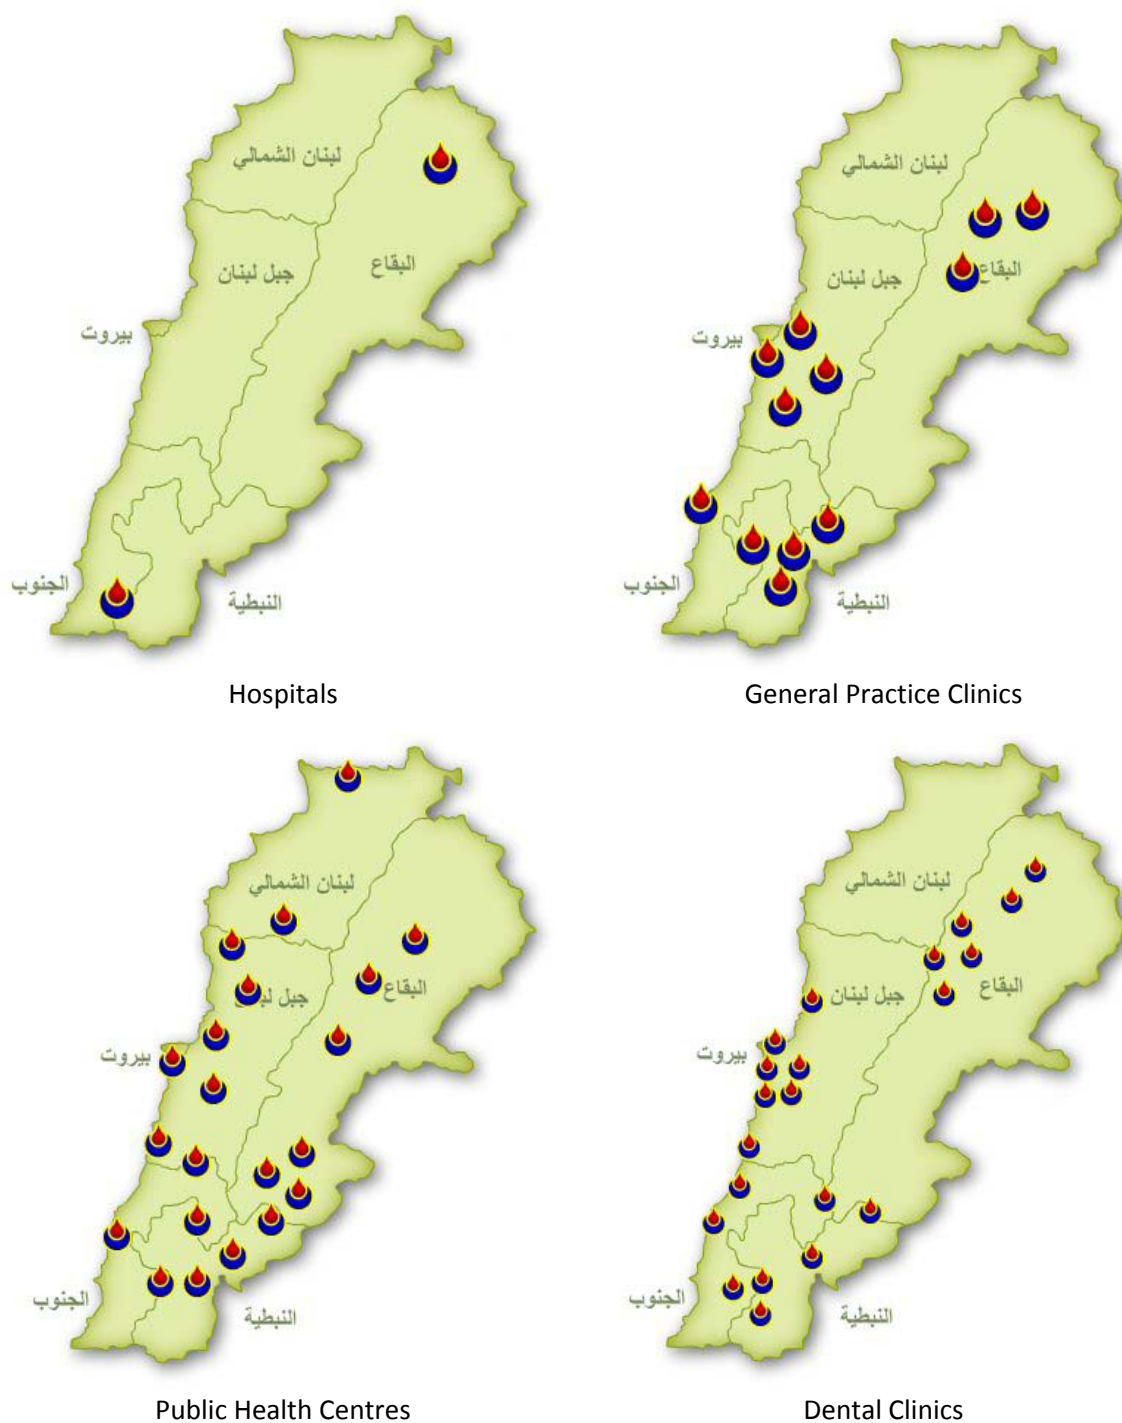 لبنان الشمالي
البقاع
جبل لبنان
بيروت
الجنوب
النبطية
Hospitals
لبنان الشمالي
البقاع
جبل لبنان
بيروت
الجنوب
النبطية
General Practice Clinics
لبنان الشمالي
البقاع
جبل لبنان
بيروت
الجنوب
النبطية
Public Health Centres
لبنان الشمالي
البقاع
جبل لبنان
بيروت
الجنوب
النبطية
Dental Clinics